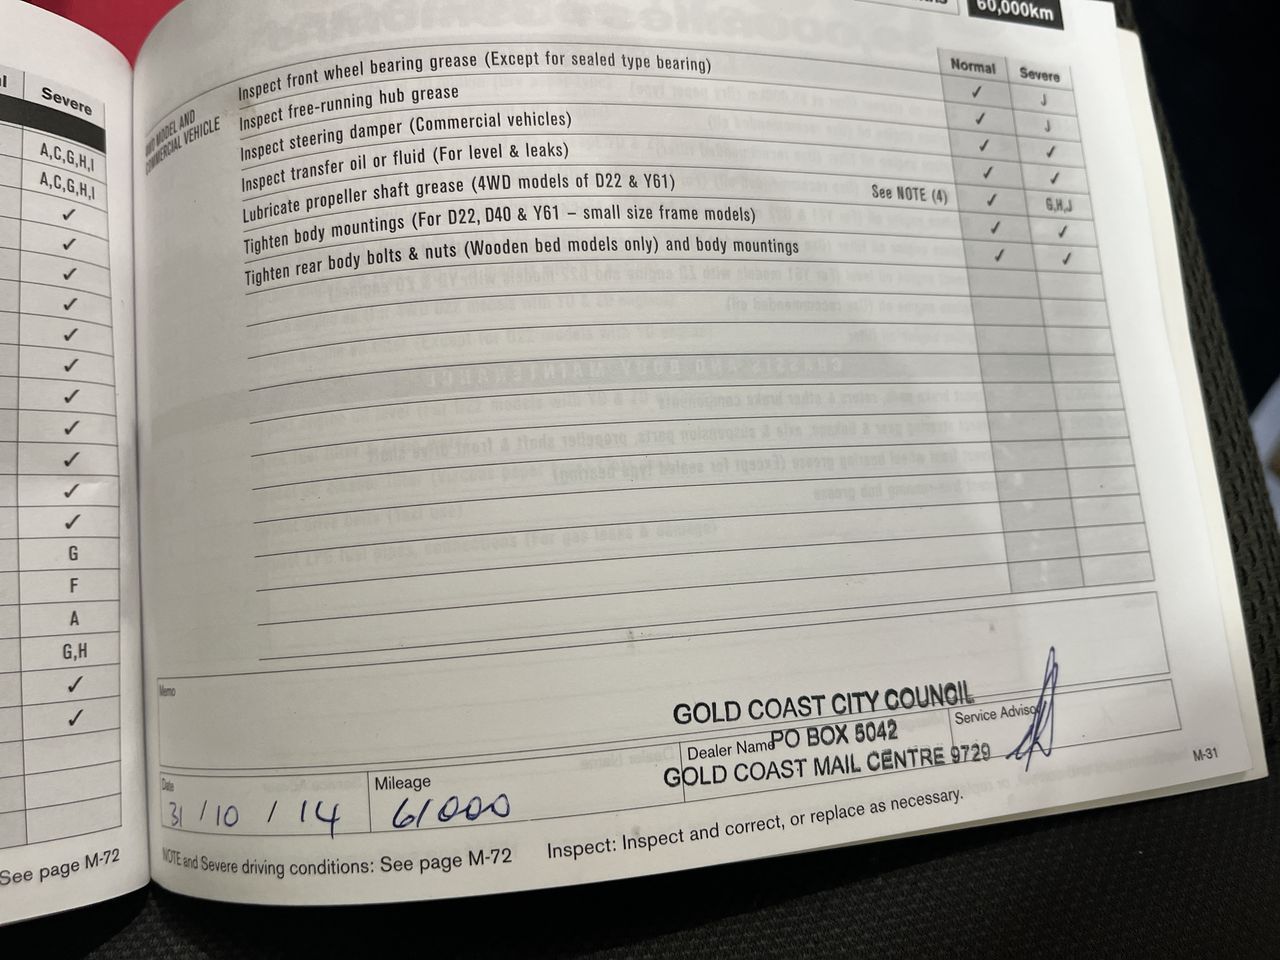 Severe
A,C,G,H,I
A,C,G,H,I
✓
✓
✓
✓
✓
✓
✓
✓
✓
✓
✓
G
F
A
G,H
✓
✓
See page M-72
60,000km
Normal Severe
4WD MODEL AND
COMMERCIAL VEHICLE
Inspect front wheel bearing grease (Except for sealed type bearing) ✓ J
Inspect free-running hub grease ✓ J
Inspect steering damper (Commercial vehicles) ✓ ✓
Inspect transfer oil or fluid (For level & leaks) ✓ ✓
Lubricate propeller shaft grease (4WD models of D22 & Y61) See NOTE (4) ✓ G,H,J
Tighten body mountings (For D22, D40 & Y61 – small size frame models) ✓ ✓
Tighten rear body bolts & nuts (Wooden bed models only) and body mountings ✓ ✓
Memo
GOLD COAST CITY COUNCIL
PO BOX 5042
GOLD COAST MAIL CENTRE 9729
Dealer Name
Service Advisor
Date
31 / 10 / 14
Mileage
61000
NOTE and Severe driving conditions: See page M-72 Inspect: Inspect and correct, or replace as necessary.
M-31